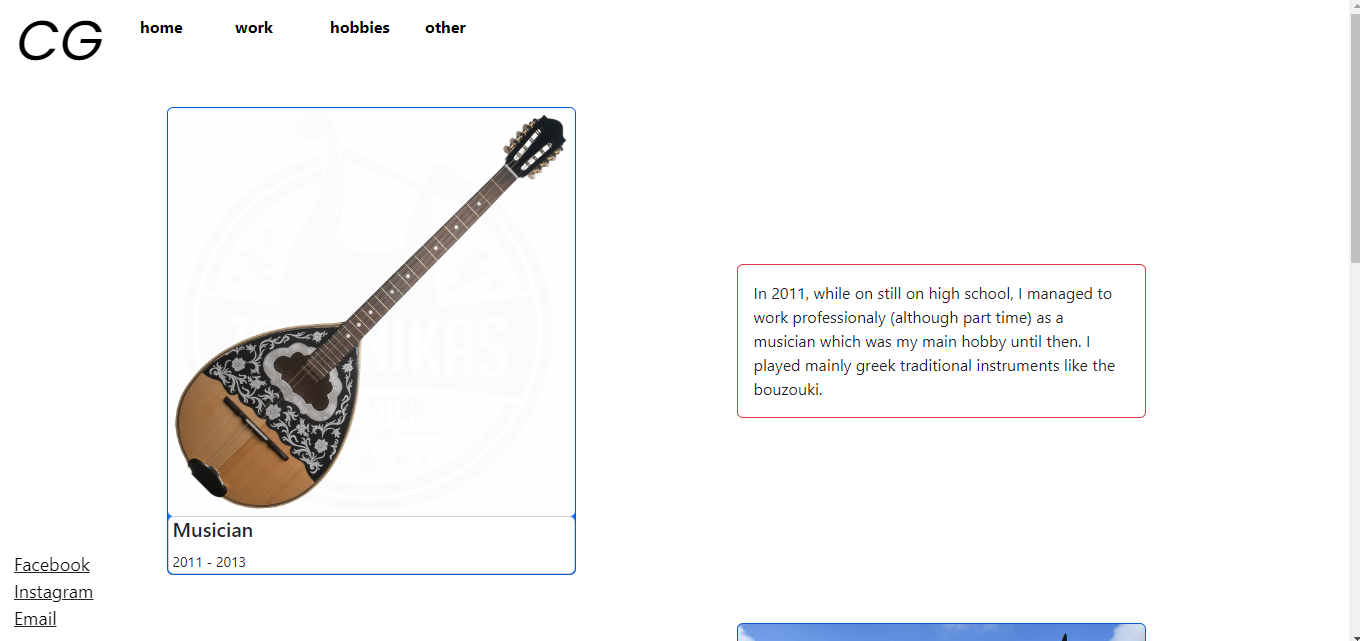 CG
home work hobbies other
Musician
2011 - 2013
In 2011, while on still on high school, I managed to
work professionaly (although part time) as a
musician which was my main hobby until then. I
played mainly greek traditional instruments like the
bouzouki.
Facebook
Instagram
Email